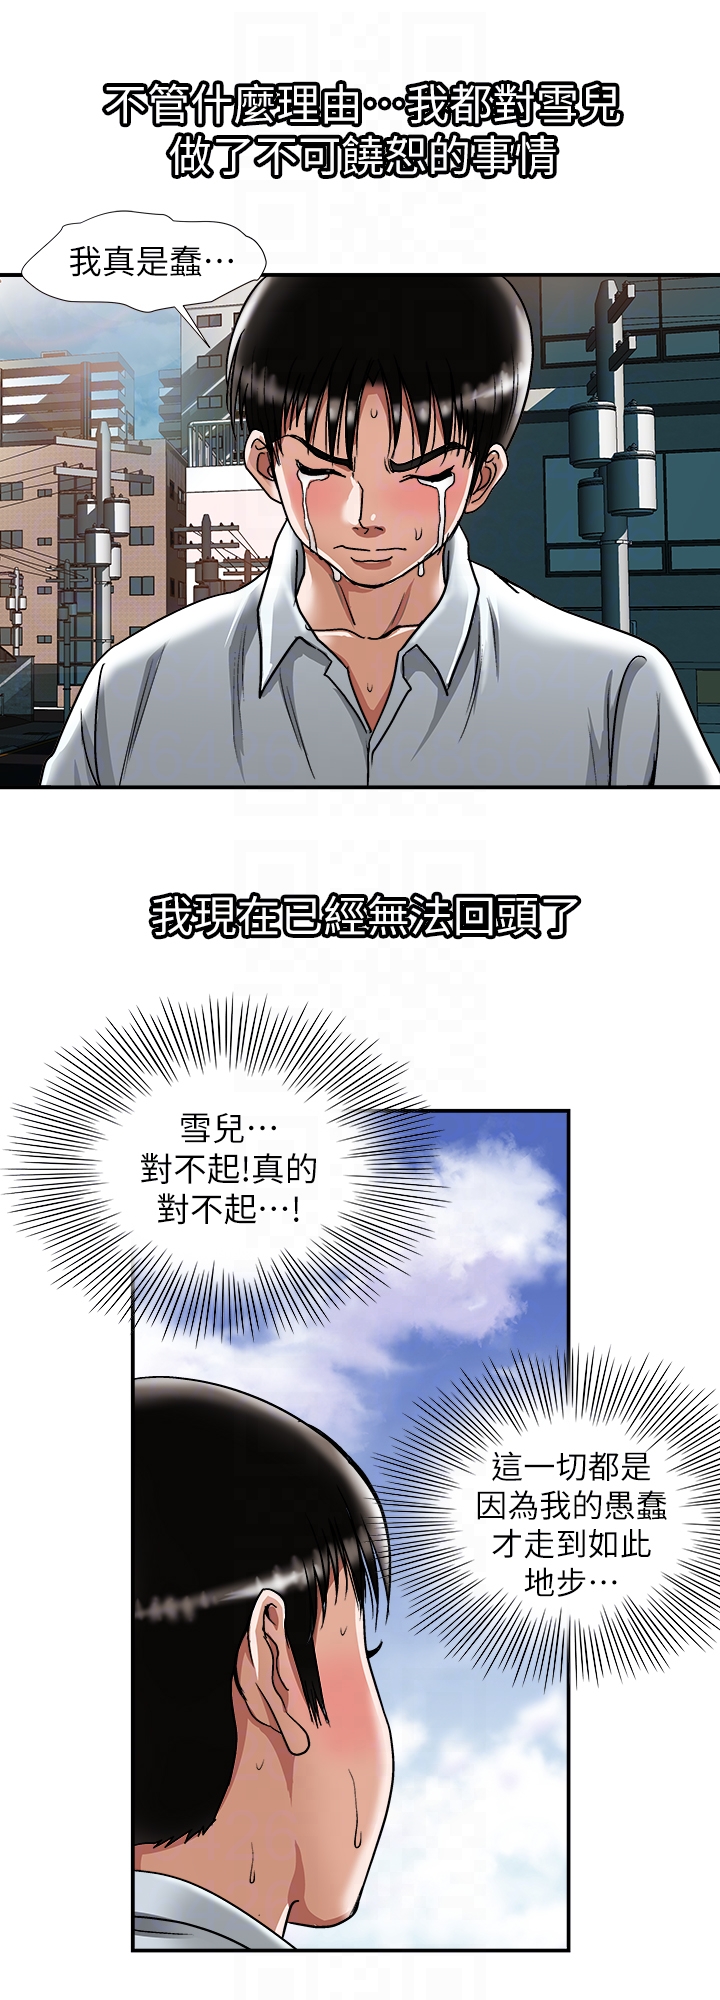 不管什麼理由⋯我都對雪兒
做了不可饒恕的事情
我真是蠢⋯
我現在已經無法回頭了
雪兒⋯
對不起!真的
對不起⋯!
這一切都是
因為我的愚蠢
才走到如此
地步⋯